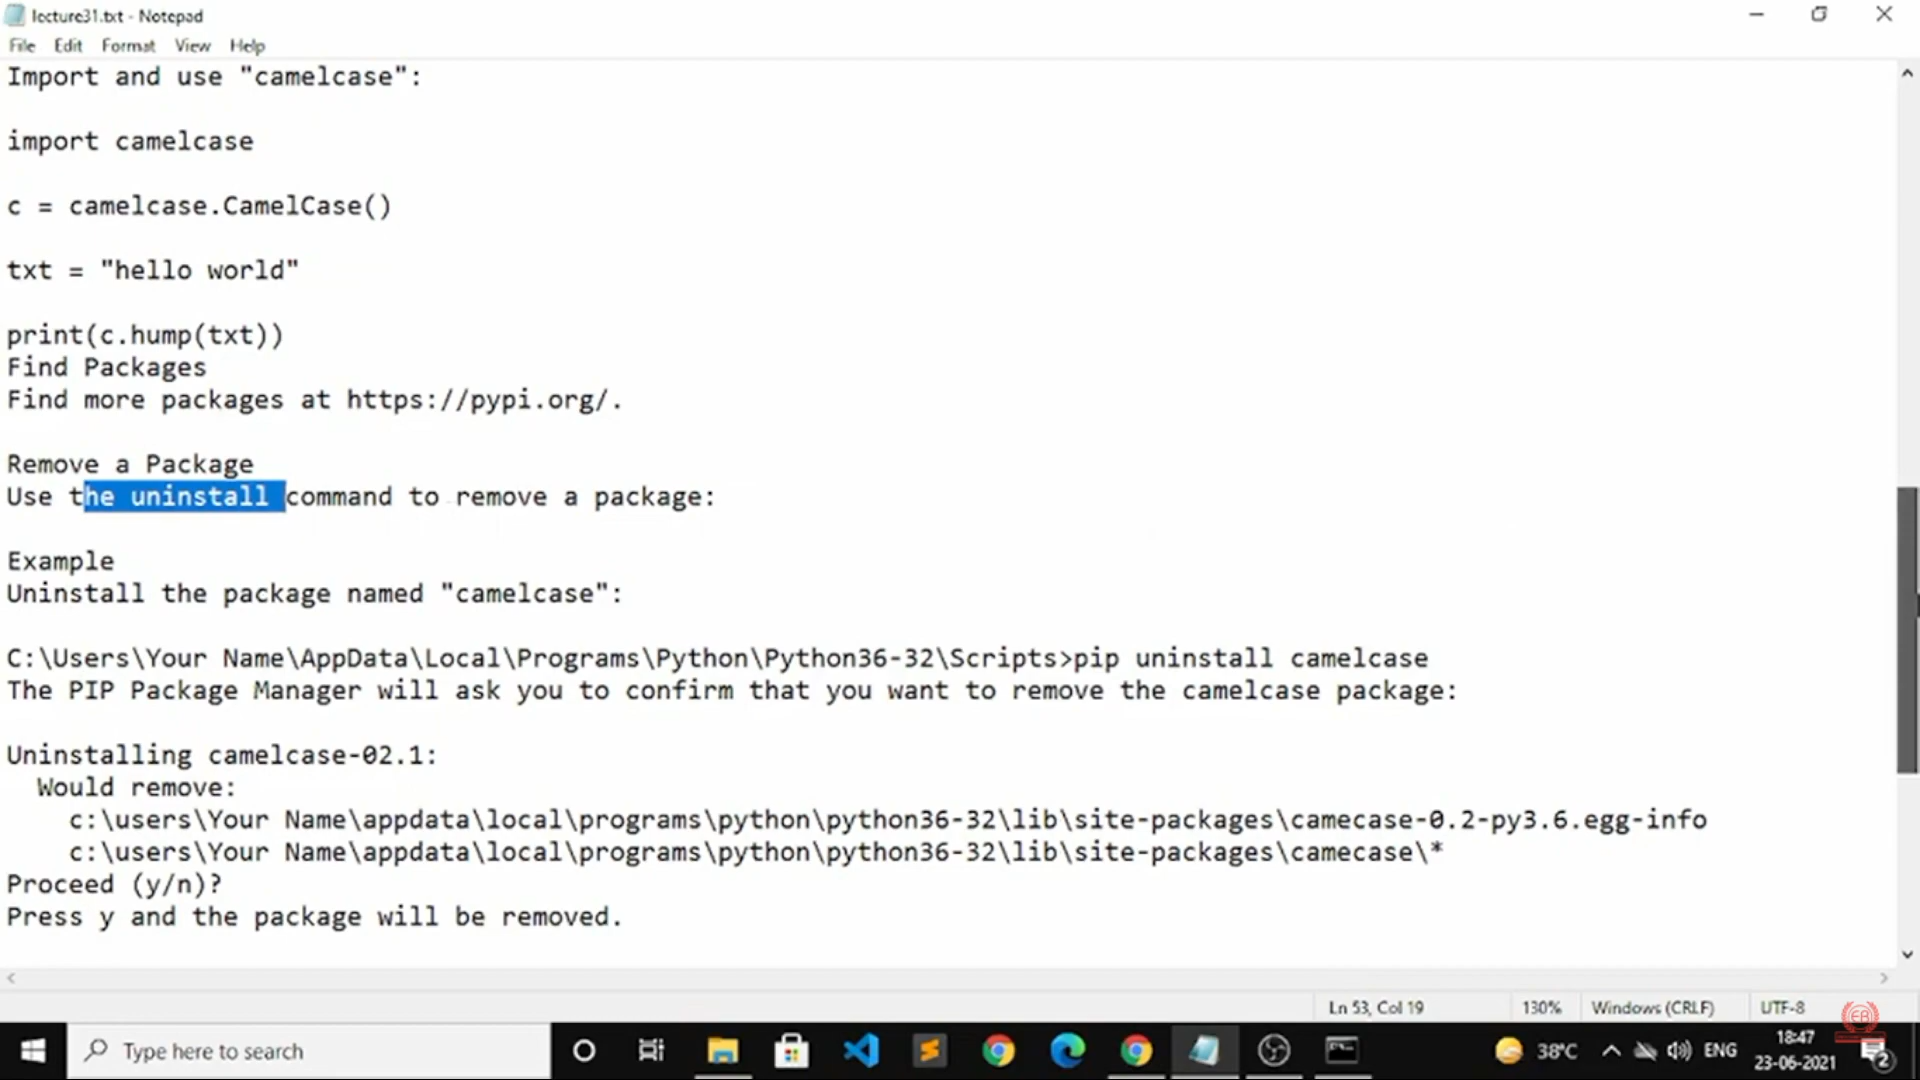 lecture31.txt - Notepad
File Edit Format View Help
Import and use "camelcase":
import camelcase
c = camelcase.CamelCase()
txt = "hello world"
print(c.hump(txt))
Find Packages
Find more packages at https://pypi.org/.
Remove a Package
Use the uninstall command to remove a package:
Example
Uninstall the package named "camelcase":
C:\Users\Your Name\AppData\Local\Programs\Python\Python36-32\Scripts>pip uninstall camelcase
The PIP Package Manager will ask you to confirm that you want to remove the camelcase package:
Uninstalling camelcase-02.1:
Would remove:
c:\users\Your Name\appdata\local\programs\python\python36-32\lib\site-packages\camecase-0.2-py3.6.egg-info
c:\users\Your Name\appdata\local\programs\python\python36-32\lib\site-packages\camecase\*
Proceed (y/n)?
Press y and the package will be removed.
Ln 53, Col 19 130% Windows (CRLF) UTF-8
Type here to search
38°C ENG
18:47
23-06-2021
2
EB